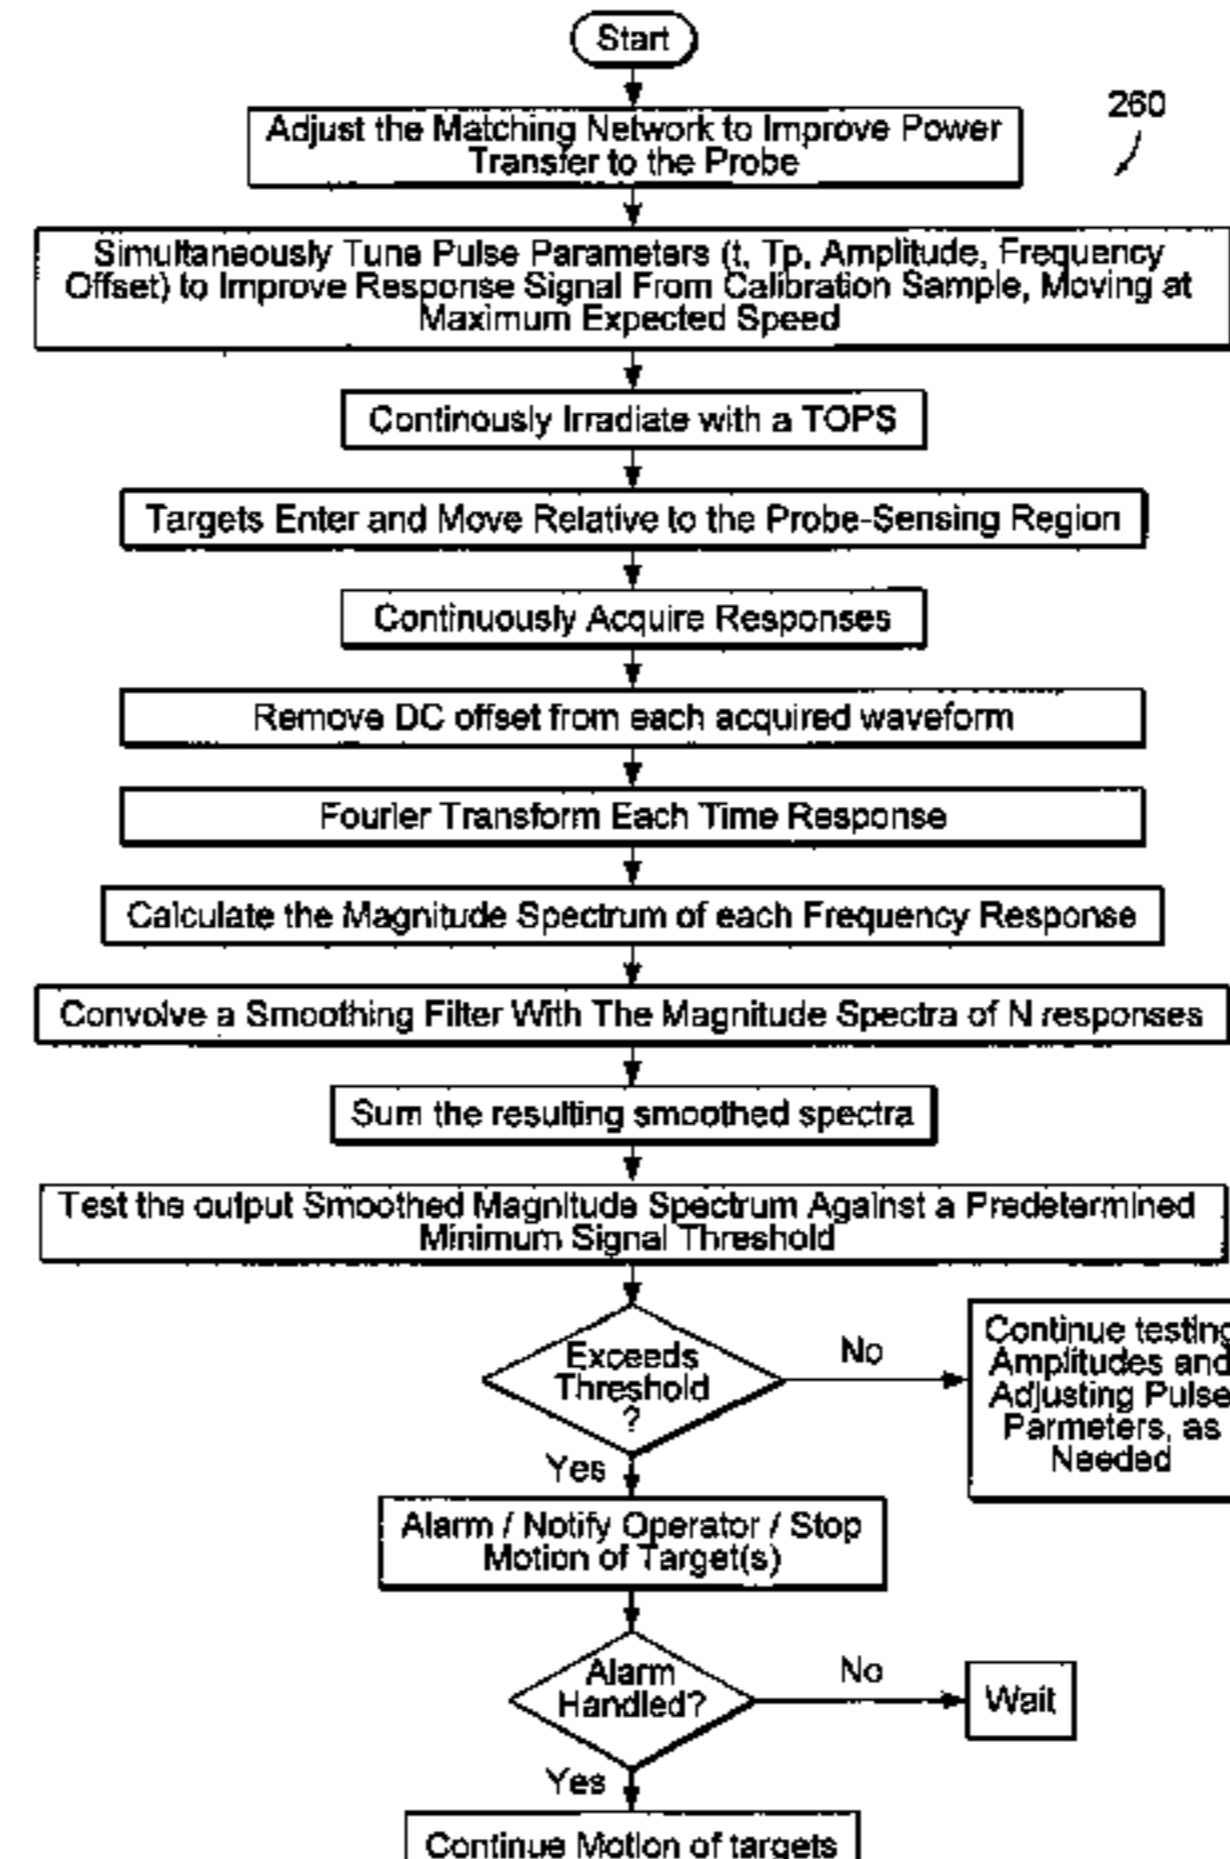 Start
260
Adjust the Matching Network to Improve Power
Transfer to the Probe
Simultaneously Tune Pulse Parameters (t, Tp, Amplitude, Frequency
Offset) to Improve Response Signal From Calibration Sample, Moving at
Maximum Expected Speed
Continously Irradiate with a TOPS
Targets Enter and Move Relative to the Probe-Sensing Region
Continuously Acquire Responses
Remove DC offset from each acquired waveform
Fourier Transform Each Time Response
Calculate the Magnitude Spectrum of each Frequency Response
Convolve a Smoothing Filter With The Magnitude Spectra of N responses
Sum the resulting smoothed spectra
Test the output Smoothed Magnitude Spectrum Against a Predetermined
Minimum Signal Threshold
Exceeds
Threshold
?
No
Continue testing
Amplitudes and
Adjusting Pulse
Parmeters, as
Needed
Yes
Alarm / Notify Operator / Stop
Motion of Target(s)
Alarm
Handled?
No
Wait
Yes
Continue Motion of targets